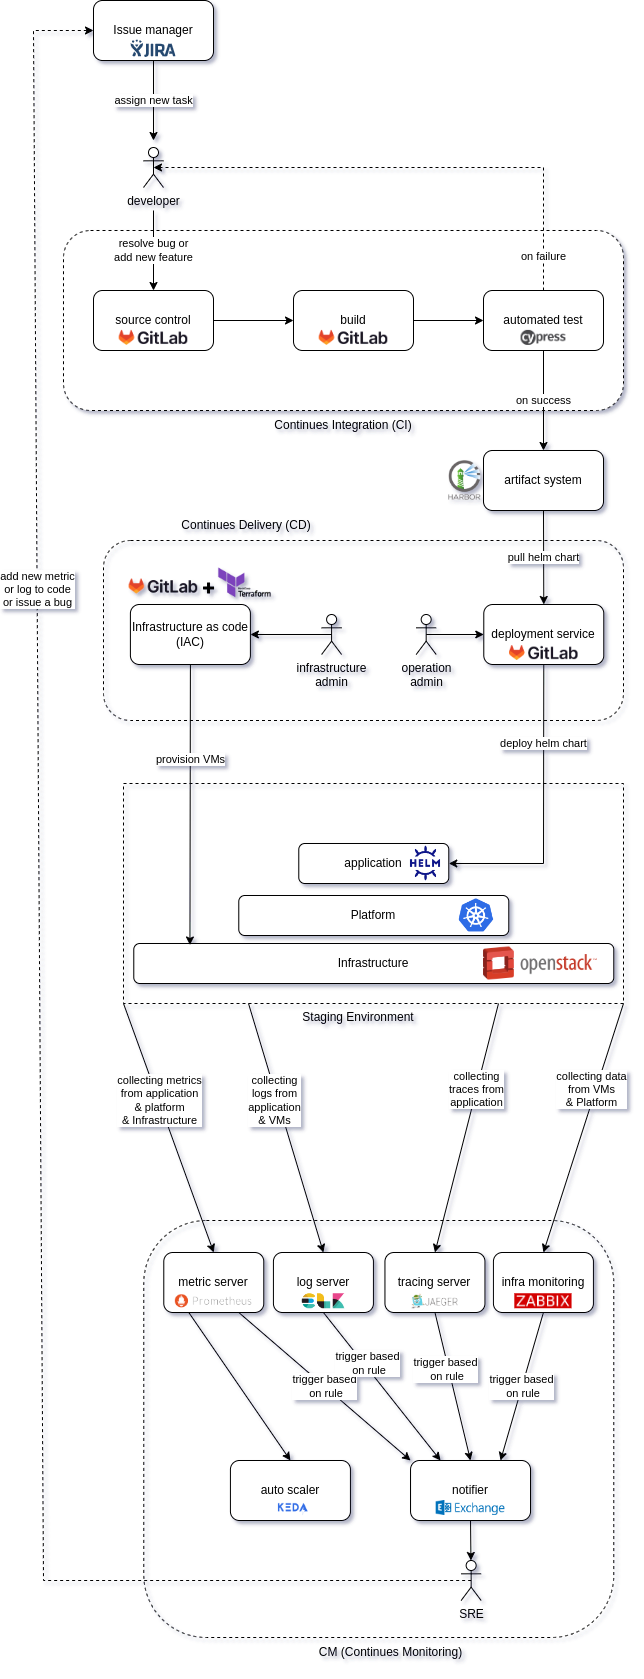 Issue manager
JIRA
assign new task
developer
resolve bug or
add new feature
on failure
source control
GitLab
build
GitLab
automated test
cypress
on success
Continues Integration (CI)
artifact system
HARBOR
Continues Delivery (CD)
pull helm chart
GitLab + Terraform
Infrastructure as code
(IAC)
infrastructure
admin
operation
admin
deployment service
GitLab
add new metric
or log to code
or issue a bug
provision VMs
deploy helm chart
application
HELM
Platform
Infrastructure
openstack
Staging Environment
collecting metrics
from application
& platform
& Infrastructure
collecting
logs from
application
& VMs
collecting
traces from
application
collecting data
from VMs
& Platform
metric server
Prometheus
log server
tracing server
JAEGER
infra monitoring
ZABBIX
trigger based
on rule
trigger based
on rule
trigger based
on rule
trigger based
on rule
auto scaler
KEDA
notifier
Exchange
SRE
CM (Continues Monitoring)